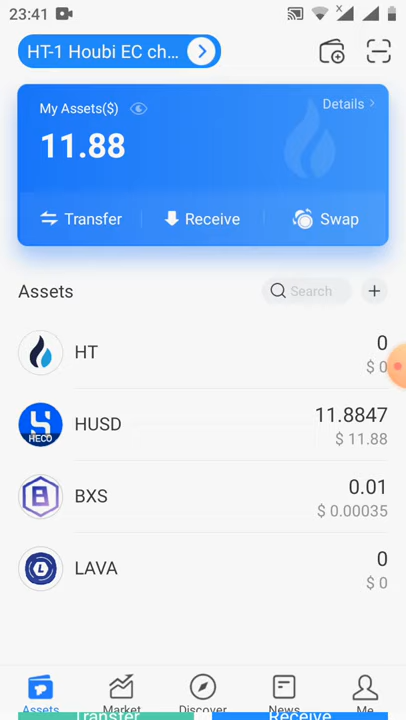 23:41
HT-1 Houbi EC ch...
My Assets($)
Details
11.88
Transfer
Receive
Swap
Assets
Search
HT
0
$ 0
HUSD
HECO
11.8847
$ 11.88
BXS
0.01
$ 0.00035
LAVA
0
$ 0
Assets
Market
Discover
News
Me
Transfer
Receive